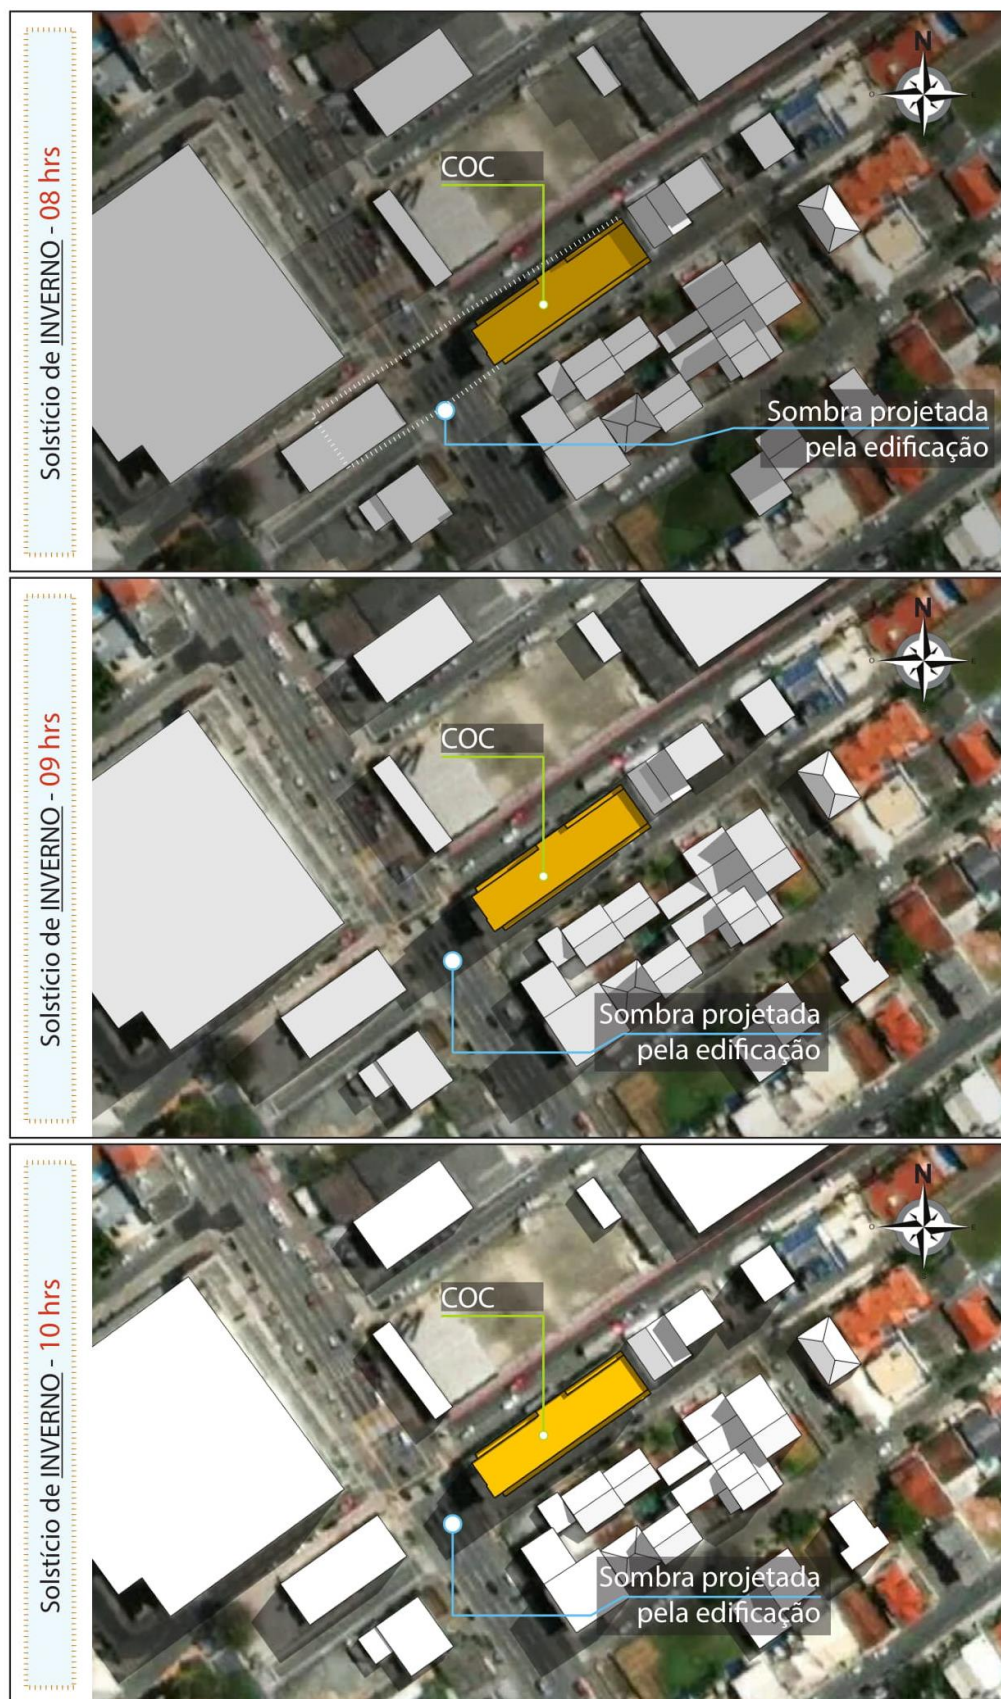 Solstício de INVERNO - 08 hrs
N
COC
Sombra projetada
pela edificação
Solstício de INVERNO - 09 hrs
N
COC
Sombra projetada
pela edificação
Solstício de INVERNO - 10 hrs
N
COC
Sombra projetada
pela edificação